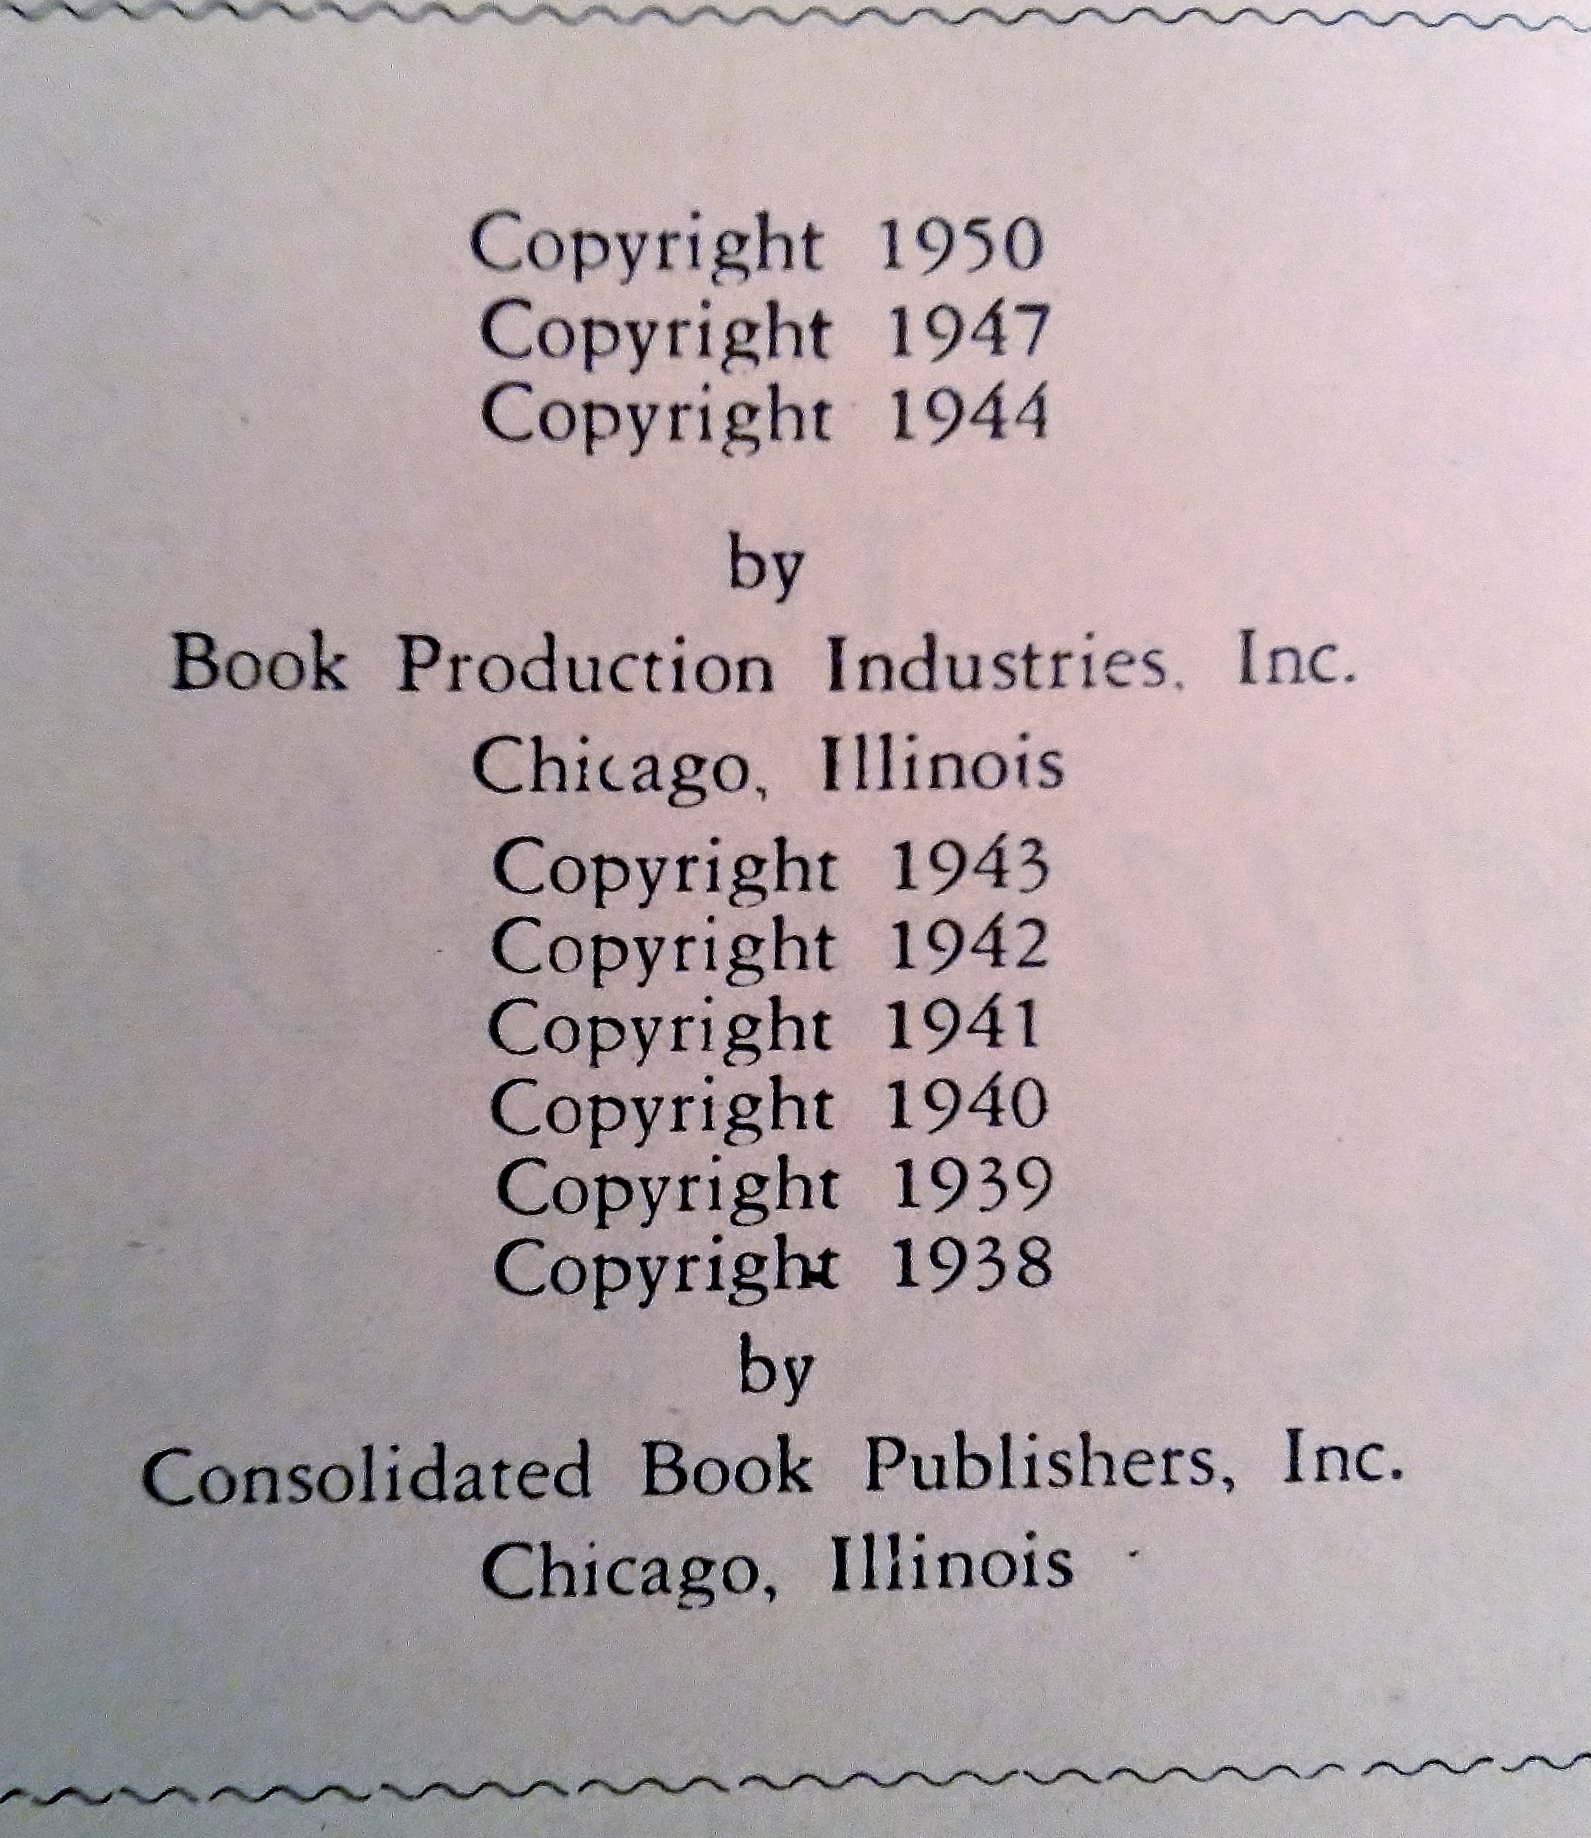 Copyright 1950
Copyright 1947
Copyright 1944
by
Book Production Industries, Inc.
Chicago, Illinois
Copyright 1943
Copyright 1942
Copyright 1941
Copyright 1940
Copyright 1939
Copyright 1938
by
Consolidated Book Publishers, Inc.
Chicago, Illinois